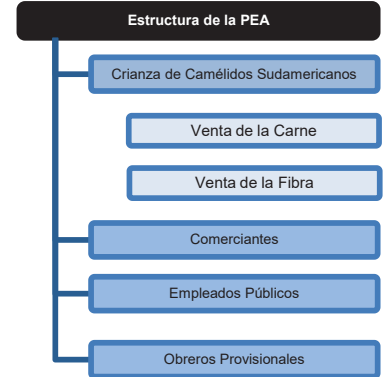 Estructura de la PEA
Crianza de Camélidos Sudamericanos
Venta de la Carne
Venta de la Fibra
Comerciantes
Empleados Públicos
Obreros Provisionales